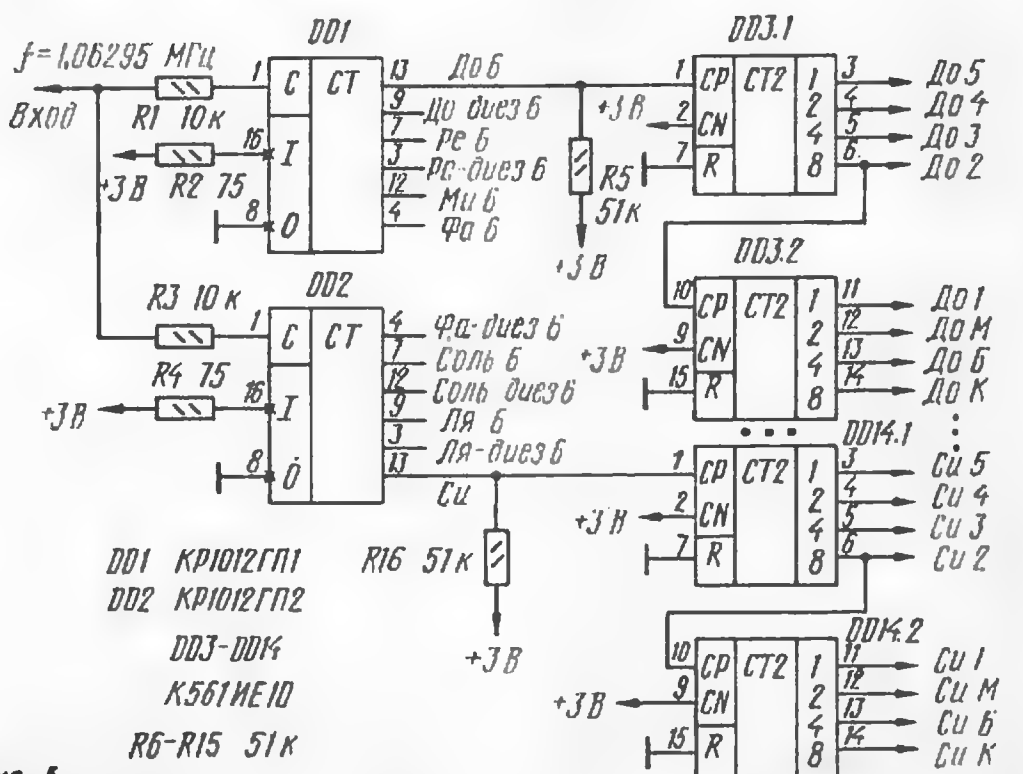 f=1,06295 МГц
Вход
R1 10к
+3В
R2 75
1
16
8
DD1
C
CT
I
0
13 До 6
9 До диез 6
7 Ре 6
3 Ре-диез 6
12 Ми 6
4 Фа 6
R5
51к
+3В
DD3.1
1
2
7
+3В
CP
CN
R
CT2
1
2
4
8
3 До 5
4 До 4
5 До 3
6 До 2
R3 10к
R4 75
+3В
1
16
8
DD2
C
CT
I
0
4 Фа-диез 6
7 Соль 6
12 Соль диез 6
9 Ля 6
3 Ля-диез 6
13 Си
R16 51к
+3В
DD3.2
10
9
15
+3В
CP
CN
R
CT2
1
2
4
8
11 До 1
12 До М
13 До Б
14 До К
DD14.1
1
2
7
+3В
CP
CN
R
CT2
1
2
4
8
3 Си 5
4 Си 4
5 Си 3
6 Си 2
DD14.2
10
9
15
+3В
CP
CN
R
CT2
1
2
4
8
11 Си 1
12 Си М
13 Си Б
14 Си К
DD1 КР1012ГП1
DD2 КР1012ГП2
DD3-DD14
К561ИЕ10
R6-R15 51к